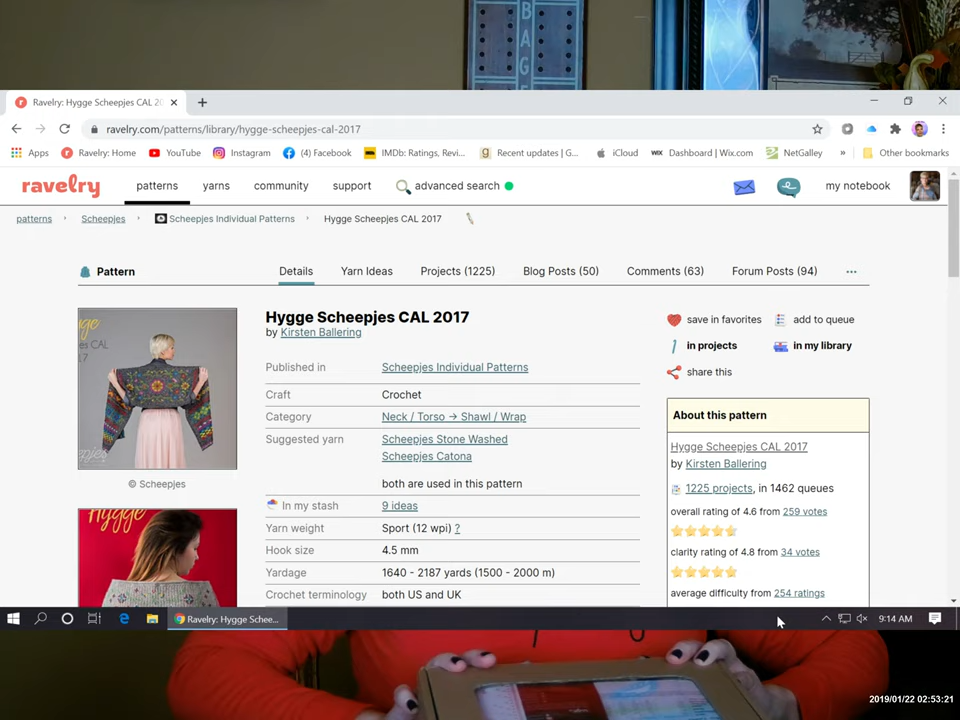 BAG
Ravelry: Hygge Scheepjes CAL 20
ravelry.com/patterns/library/hygge-scheepjes-cal-2017
Apps Ravelry: Home YouTube Instagram (4) Facebook IMDb: Ratings, Revi... Recent updates | G... iCloud WIX Dashboard | Wix.com NetGalley » Other bookmarks
ravelry patterns yarns community support advanced search my notebook
patterns Scheepjes Scheepjes Individual Patterns Hygge Scheepjes CAL 2017
Pattern Details Yarn Ideas Projects (1225) Blog Posts (50) Comments (63) Forum Posts (94) ...
Hygge Scheepjes CAL 2017
by Kirsten Ballering
Published in Scheepjes Individual Patterns
Craft Crochet
Category Neck / Torso → Shawl / Wrap
Suggested yarn Scheepjes Stone Washed
Scheepjes Catona
both are used in this pattern
In my stash 9 ideas
Yarn weight Sport (12 wpi) ?
Hook size 4.5 mm
Yardage 1640 - 2187 yards (1500 - 2000 m)
Crochet terminology both US and UK
© Scheepjes
Hygge
save in favorites add to queue
in projects in my library
share this
About this pattern
Hygge Scheepjes CAL 2017
by Kirsten Ballering
1225 projects, in 1462 queues
overall rating of 4.6 from 259 votes
clarity rating of 4.8 from 34 votes
average difficulty from 254 ratings
Ravelry: Hygge Schee...
9:14 AM
2019/01/22 02:53:21